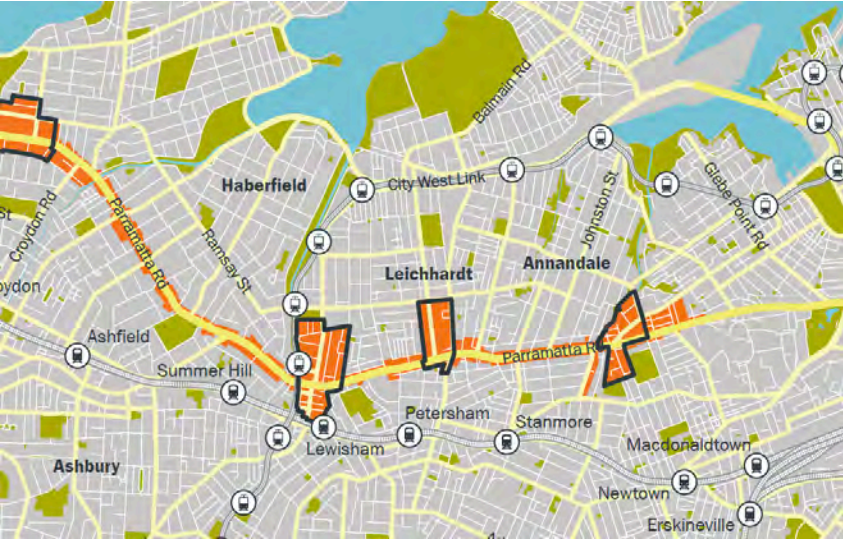 Balmain Rd
Haberfield
City West Link
Glebe Point Rd
Johnston St
St
Croydon Rd
Parramatta Rd
Ramsay St
Leichhardt
Annandale
oydon
Ashfield
Parramatta R
Summer Hill
Petersham
Stanmore
Lewisham
Macdonaldtown
Ashbury
Newtown
Erskineville